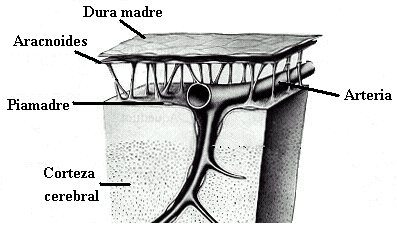 Dura madre
Aracnoides
Piamadre
Arteria
Corteza
cerebral